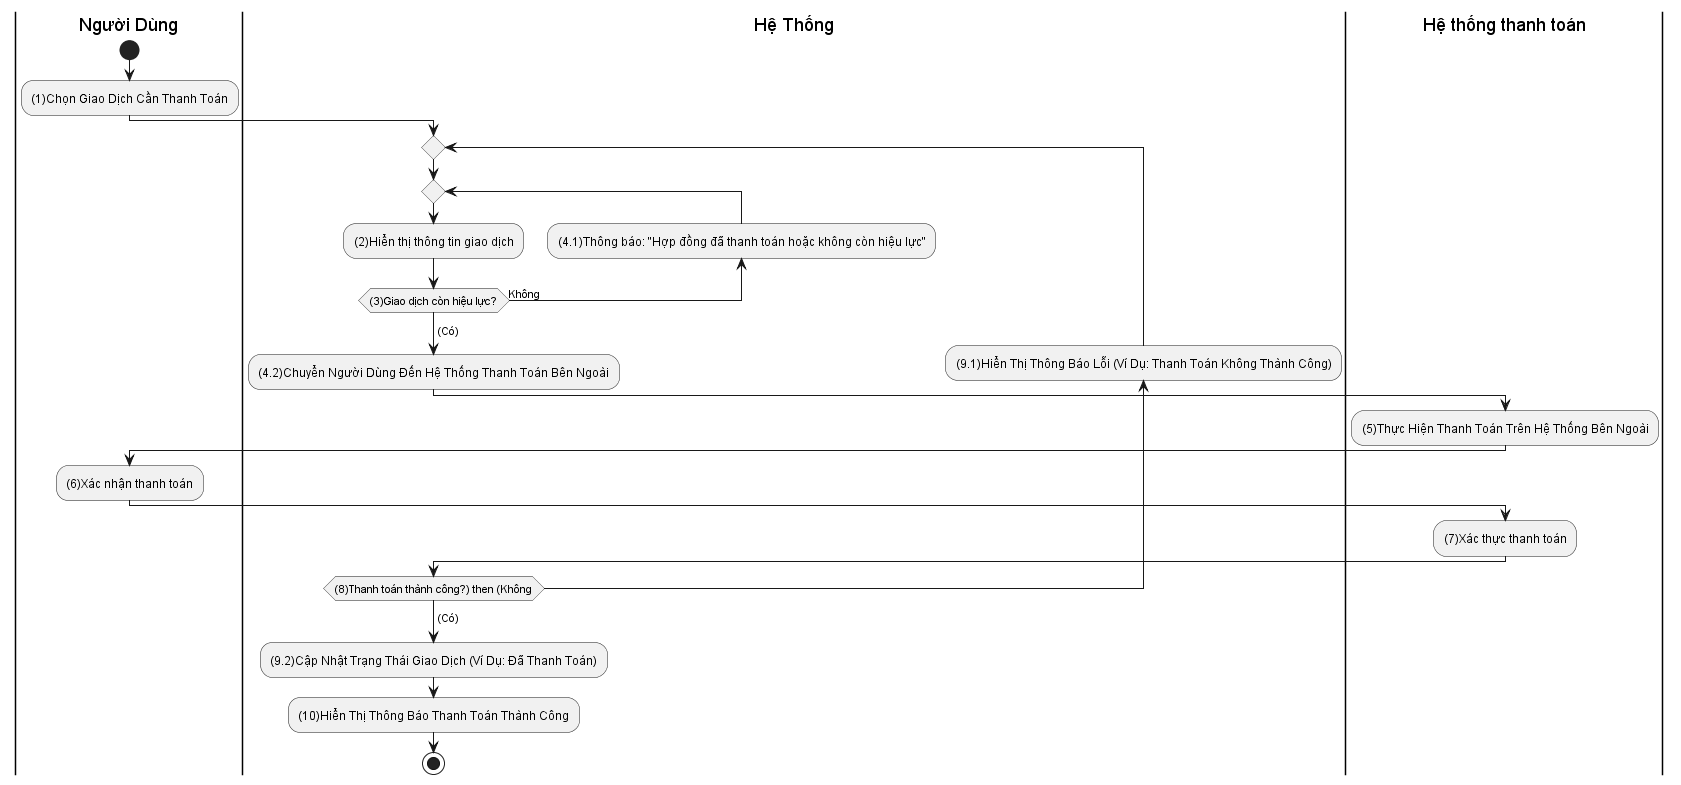 Người Dùng
Hệ Thống
Hệ thống thanh toán
(1)Chọn Giao Dịch Cần Thanh Toán
(2)Hiển thị thông tin giao dịch
(4.1)Thông báo: "Hợp đồng đã thanh toán hoặc không còn hiệu lực"
(3)Giao dịch còn hiệu lực?
Không
(Có)
(4.2)Chuyển Người Dùng Đến Hệ Thống Thanh Toán Bên Ngoài
(9.1)Hiển Thị Thông Báo Lỗi (Ví Dụ: Thanh Toán Không Thành Công)
(5)Thực Hiện Thanh Toán Trên Hệ Thống Bên Ngoài
(6)Xác nhận thanh toán
(7)Xác thực thanh toán
(8)Thanh toán thành công?) then (Không
(Có)
(9.2)Cập Nhật Trạng Thái Giao Dịch (Ví Dụ: Đã Thanh Toán)
(10)Hiển Thị Thông Báo Thanh Toán Thành Công